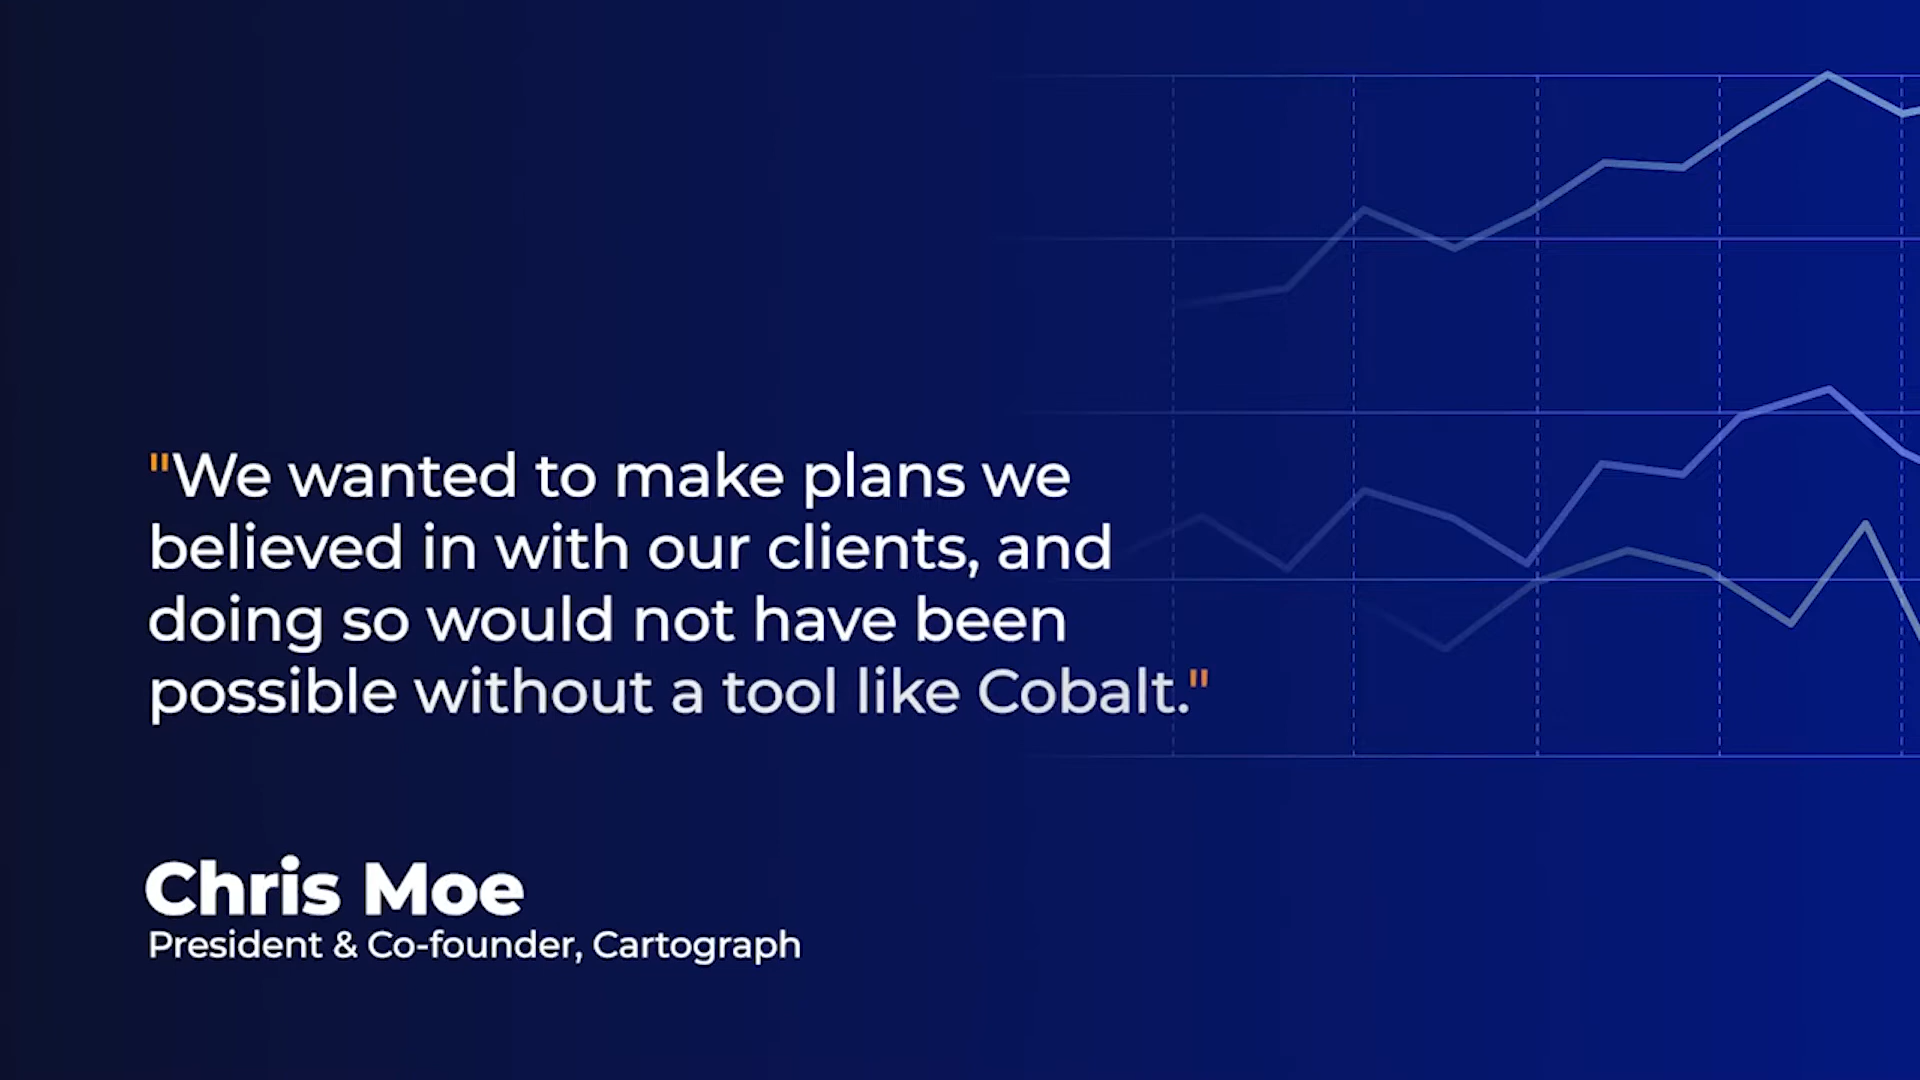 "We wanted to make plans we
believed in with our clients, and
doing so would not have been
possible without a tool like Cobalt."
Chris Moe
President & Co-founder, Cartograph